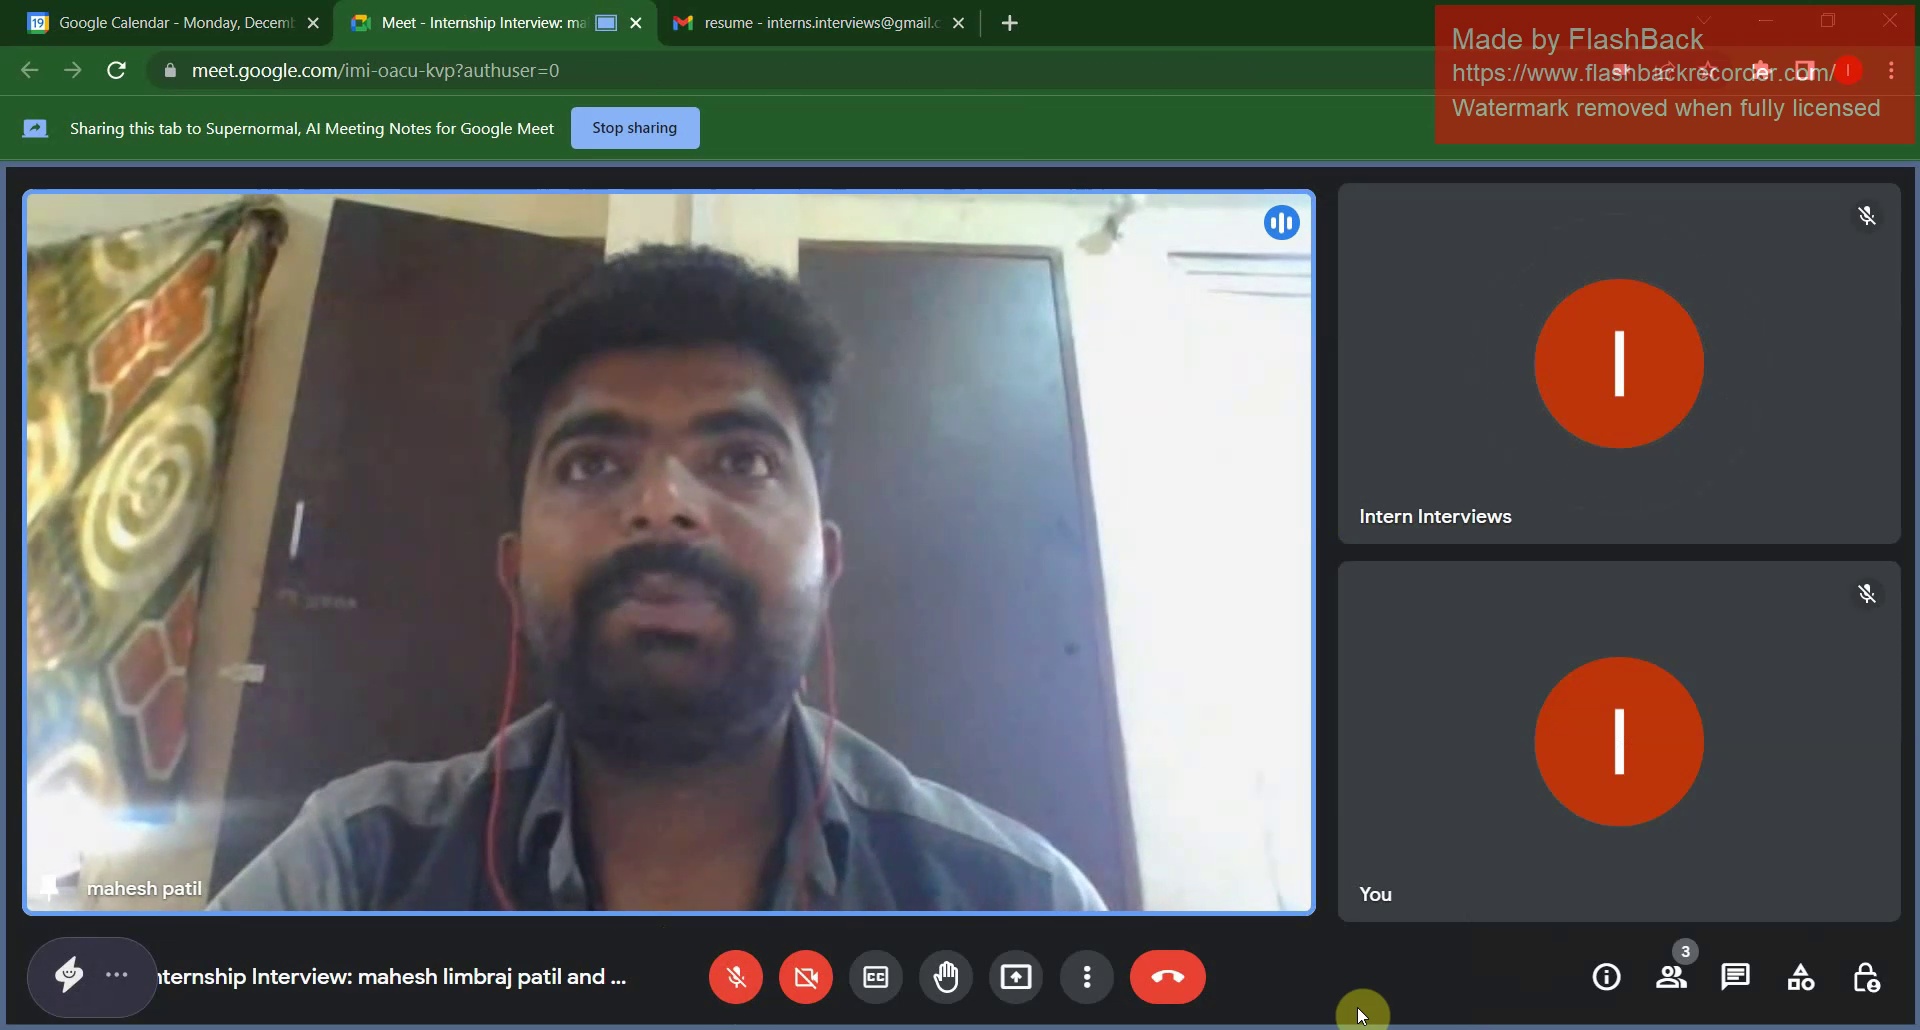 19
Google Calendar - Monday, Decem
Meet - Internship Interview: ma
resume - interns.interviews@gmail.c
meet.google.com/imi-oacu-kvp?authuser=0
Made by FlashBack
https://www.flashbackrecorder.com/
Watermark removed when fully licensed
I
Sharing this tab to Supernormal, AI Meeting Notes for Google Meet
Stop sharing
I
Intern Interviews
I
You
mahesh patil
nternship Interview: mahesh limbraj patil and ...
CC
3